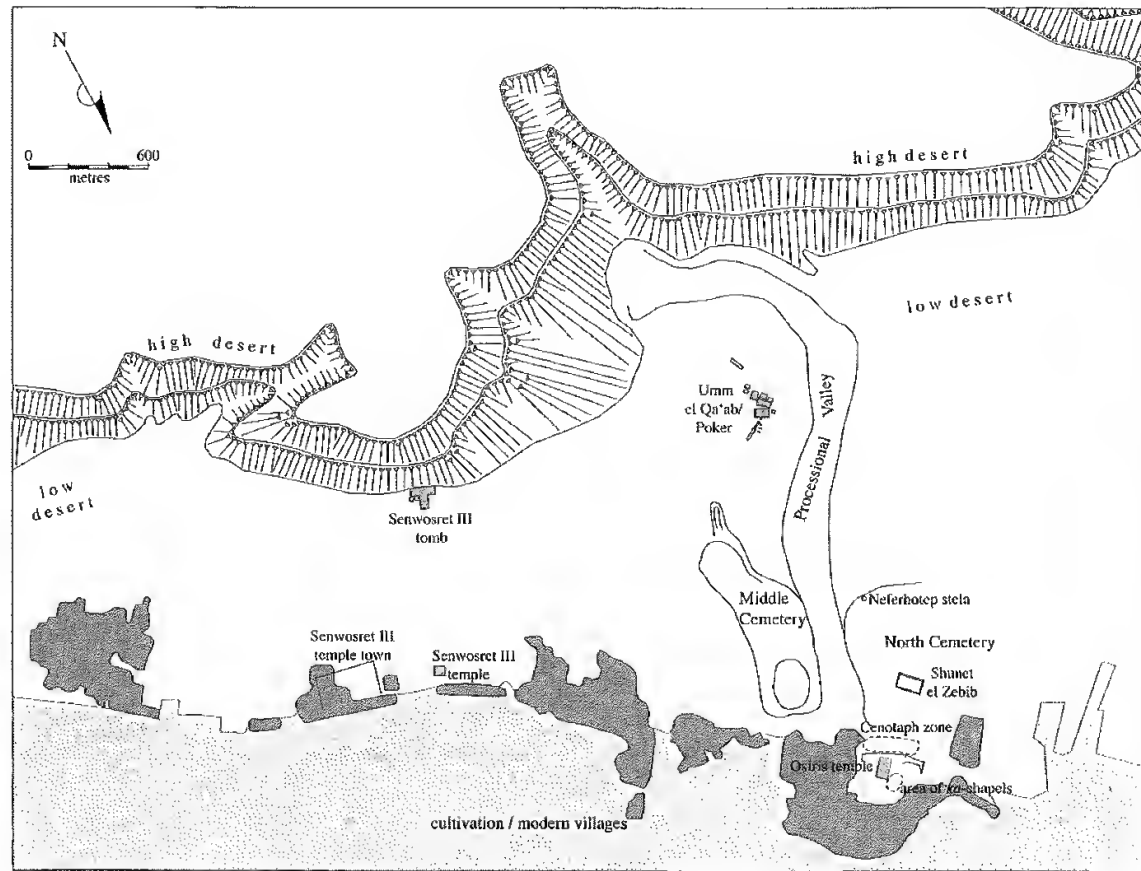 N
0 600
metres
high desert
low desert
high desert
Umm
el Qa'ab/
Poker
Processional Valley
low
desert
Senwosret III
tomb
Middle
Cemetery
Neferhotep stela
North Cemetery
Senwosret III
temple town
Senwosret III
temple
Shunet
el Zebib
Cenotaph zone
Osiris temple
area of ka-chapels
cultivation / modern villages